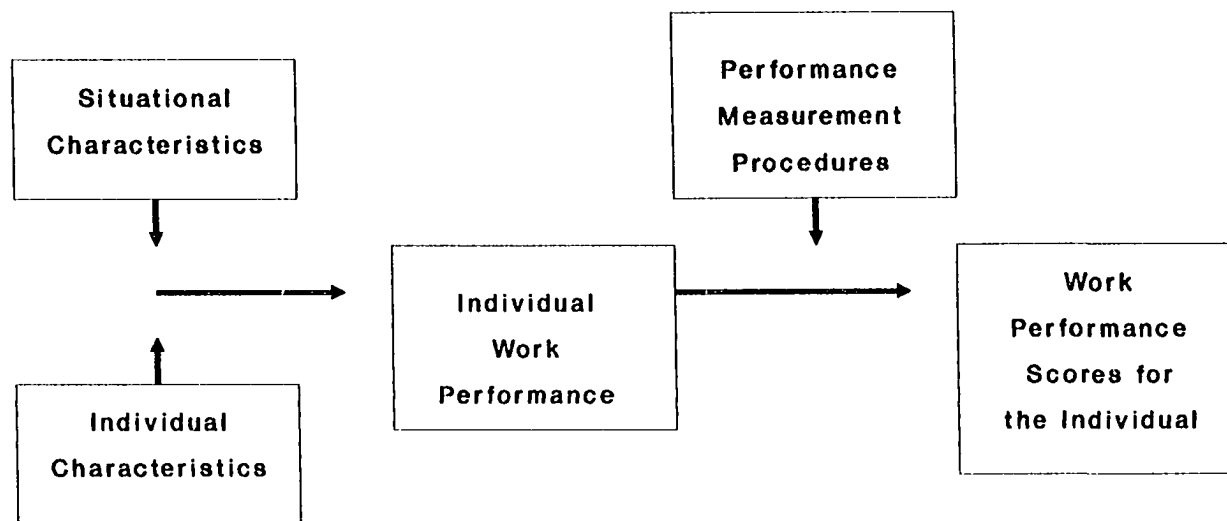 Situational
Characteristics
Performance
Measurement
Procedures
Individual
Work
Performance
Work
Performance
Scores for
the Individual
Individual
Characteristics